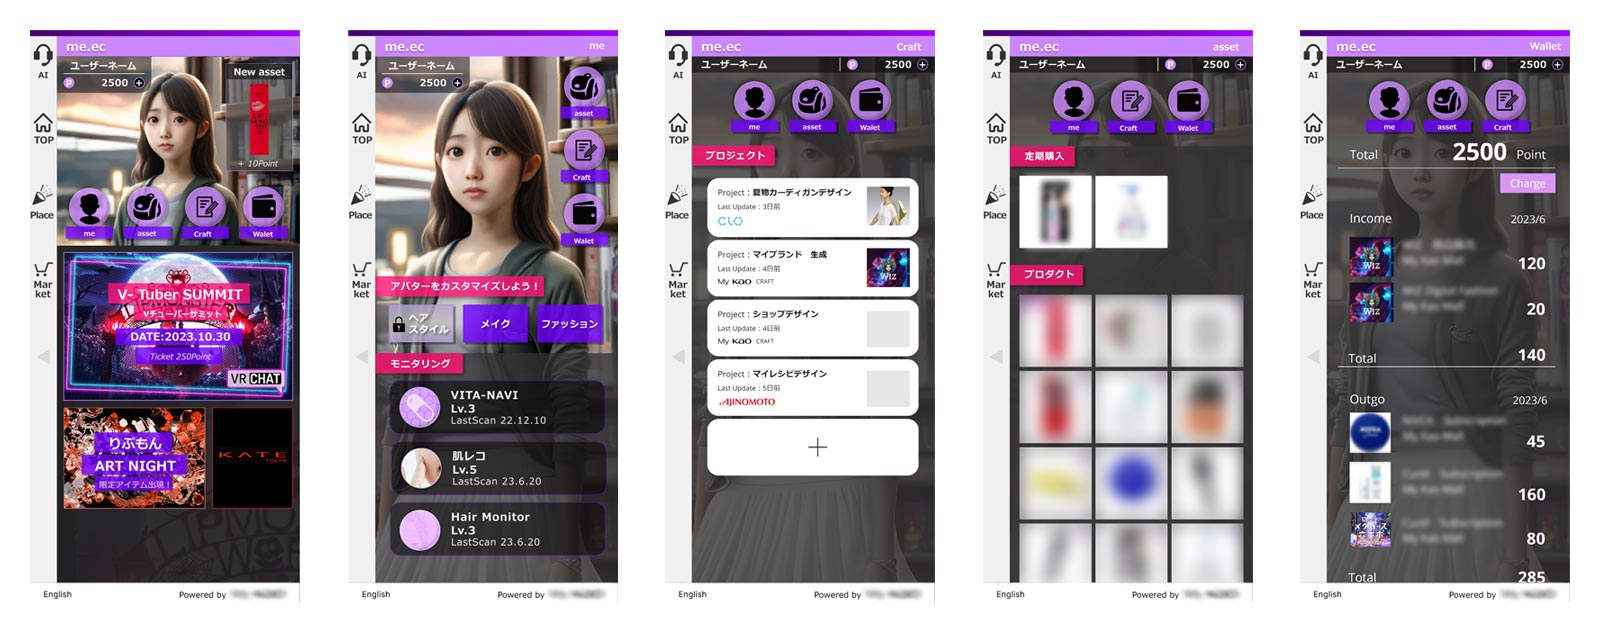 me.ec
ユーザーネーム
P 2500 +
New asset
LIP MONSTER
+ 10Point
AI
TOP
Place
Mar
ket
me
asset
Craft
Walet
V- Tuber SUMMIT
Vチューバーサミット
DATE:2023.10.30
Ticket 250Point
VR CHAT
りぷもん
ART NIGHT
限定アイテム出現！
KATE
TOKYO
English
Powered by
me.ec
me
ユーザーネーム
P 2500 +
AI
TOP
Place
Mar
ket
asset
Craft
Walet
アバターをカスタマイズしよう！
ヘア
スタイル
メイク
ファッション
y
モニタリング
VITA-NAVI
Lv.3
LastScan 22.12.10
肌レコ
Lv.5
LastScan 23.6.20
Hair Monitor
Lv.3
LastScan 23.6.20
English
Powered by
me.ec
Craft
ユーザーネーム
P 2500 +
AI
TOP
Place
Mar
ket
me
asset
Walet
プロジェクト
Project：夏物カーディガンデザイン
Last Update：3日前
CLO
Project：マイブランド　生成
Last Update：4日前
My Kao CRAFT
WIZ
Project：ショップデザイン
Last Update：4日前
My Kao CRAFT
Project：マイレシピデザイン
Last Update：5日前
AJINOMOTO
+
English
Powered by
me.ec
asset
ユーザーネーム
P 2500 +
AI
TOP
Place
Mar
ket
me
Craft
Walet
定期購入
プロダクト
English
Powered by
me.ec
Wallet
ユーザーネーム
P 2500 +
AI
TOP
Place
Mar
ket
me
asset
Craft
Total 2500 Point
Charge
Income 2023/6
WIZ
120
WIZ
20
Total 140
Outgo 2023/6
45
160
80
Total 285
English
Powered by